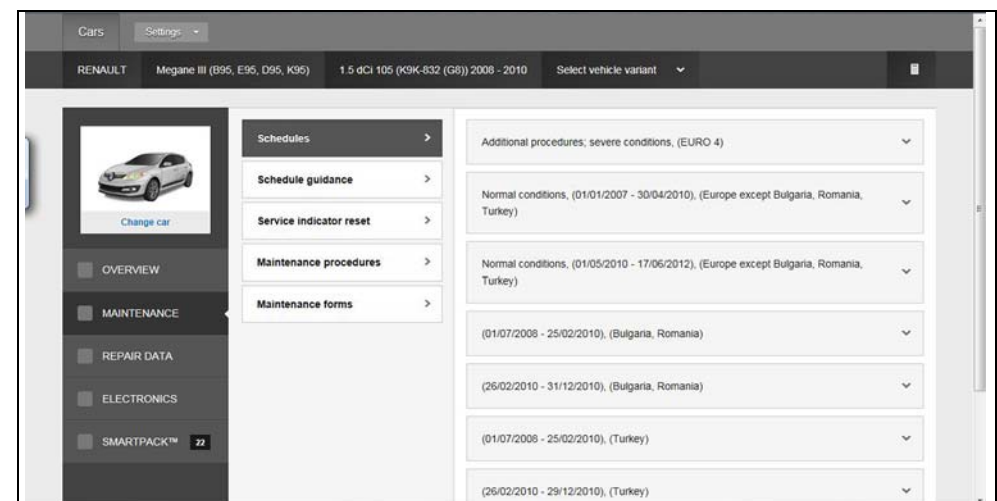 Cars
Settings
RENAULT
Megane III (B95, E95, D95, K95)
1.5 dCi 105 (K9K-832 (G8)) 2008 - 2010
Select vehicle variant
Change car
OVERVIEW
MAINTENANCE
REPAIR DATA
ELECTRONICS
SMARTPACK™ 22
Schedules
Schedule guidance
Service indicator reset
Maintenance procedures
Maintenance forms
Additional procedures; severe conditions, (EURO 4)
Normal conditions, (01/01/2007 - 30/04/2010), (Europe except Bulgaria, Romania,
Turkey)
Normal conditions, (01/05/2010 - 17/06/2012), (Europe except Bulgaria, Romania,
Turkey)
(01/07/2008 - 25/02/2010), (Bulgaria, Romania)
(26/02/2010 - 31/12/2010), (Bulgaria, Romania)
(01/07/2008 - 25/02/2010), (Turkey)
(26/02/2010 - 29/12/2010), (Turkey)